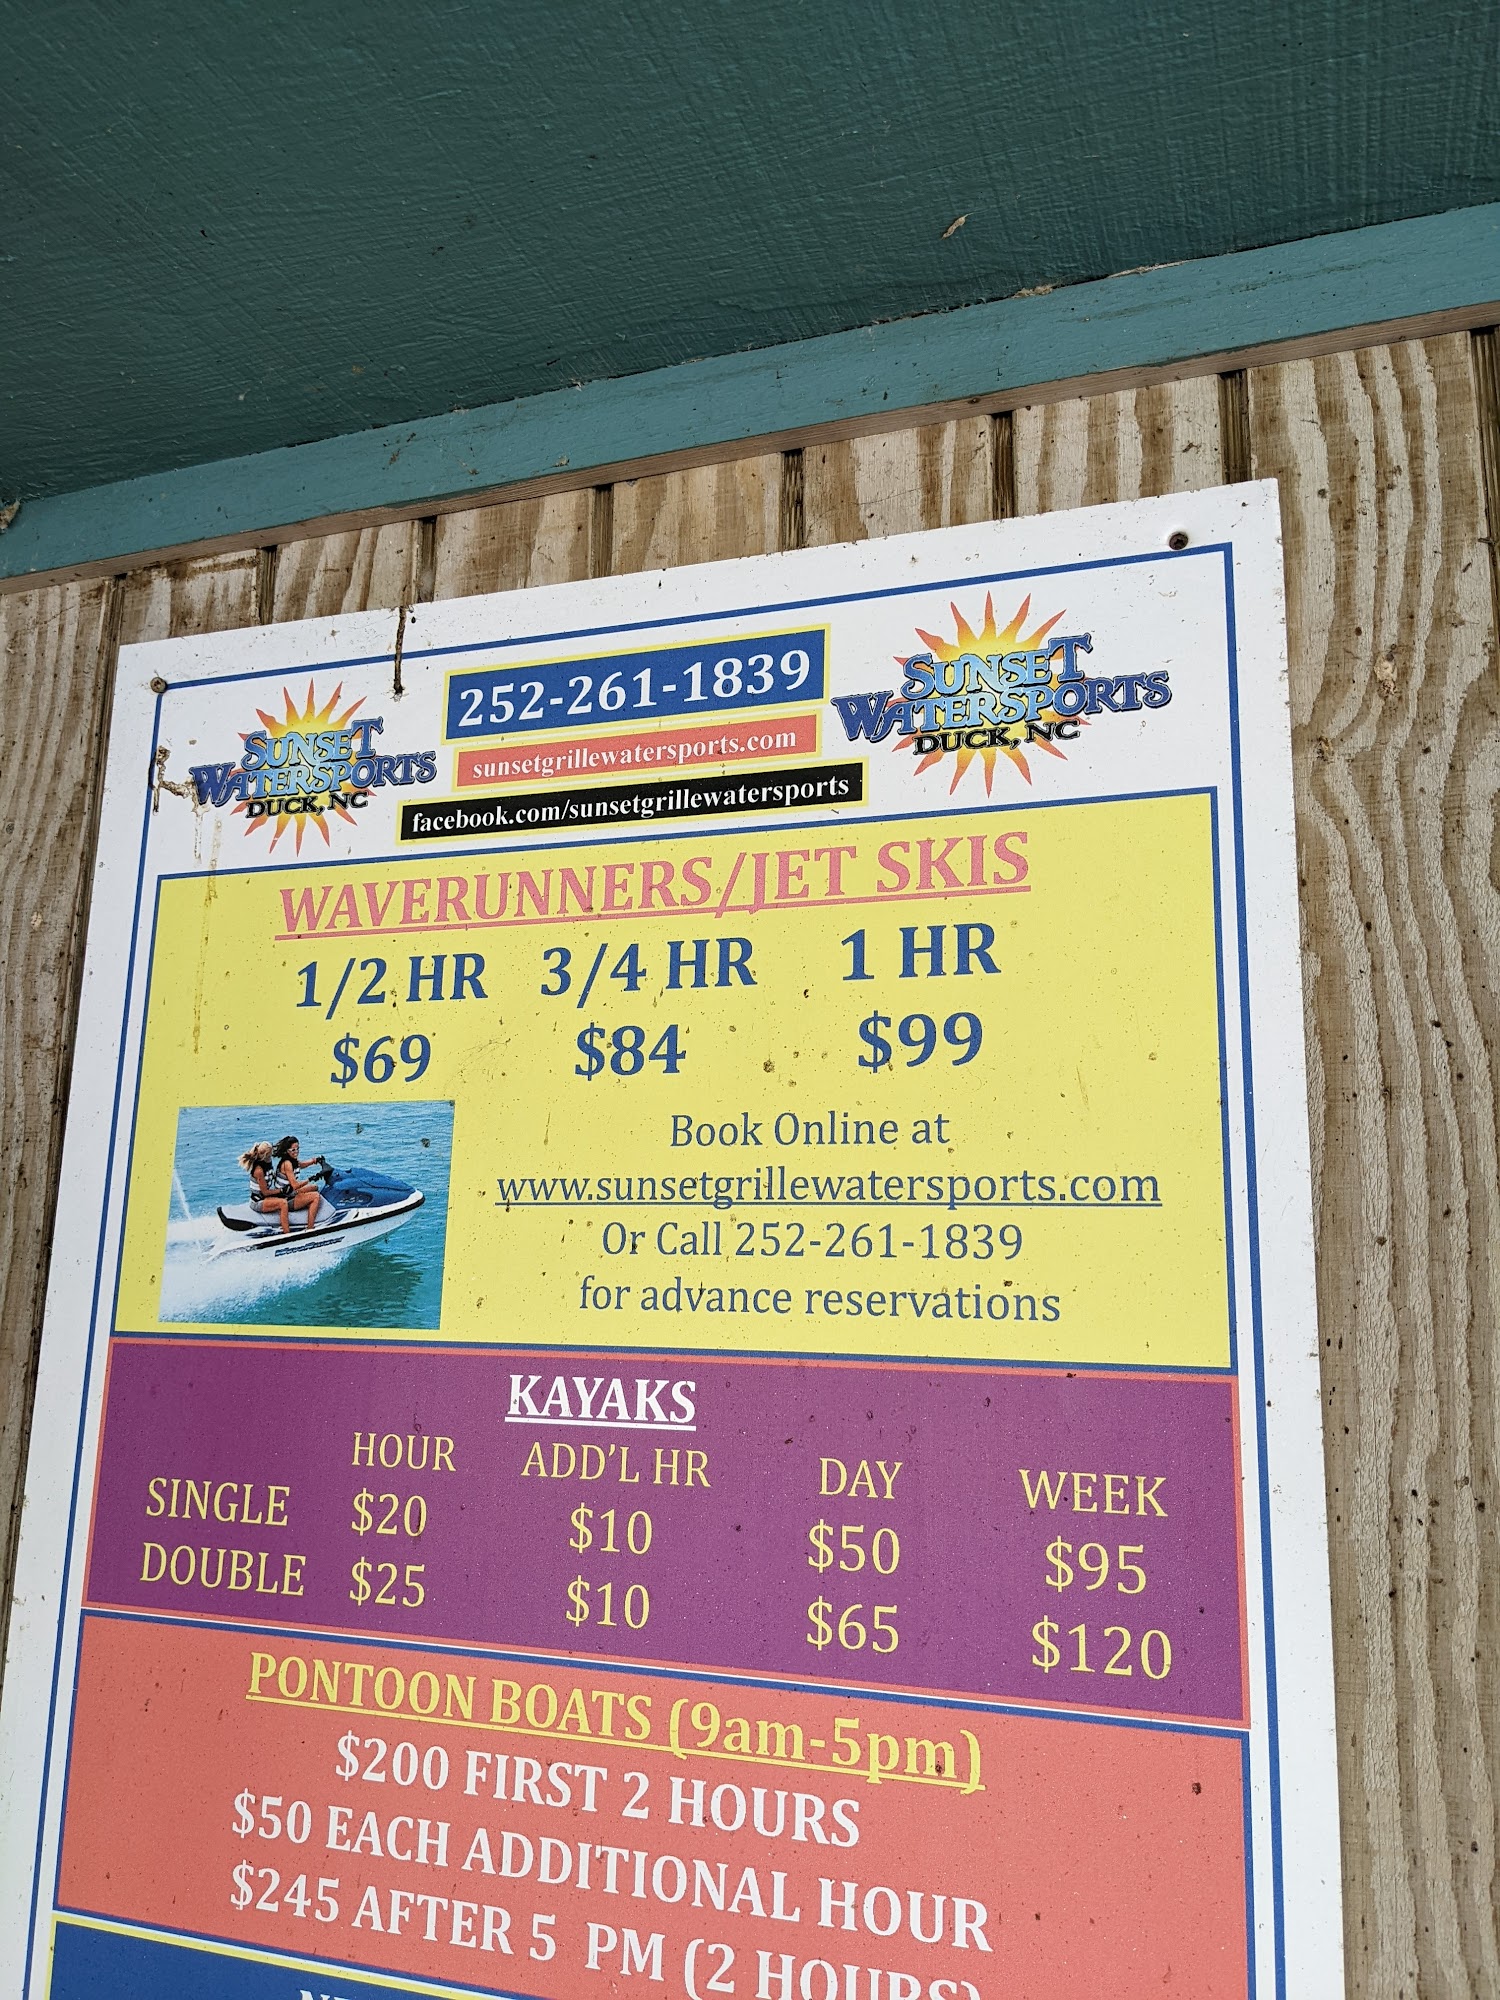 SUNSET
WATERSPORTS
DUCK, NC
252-261-1839
sunsetgrillewatersports.com
facebook.com/sunsetgrillewatersports
SUNSET
WATERSPORTS
DUCK, NC
WAVERUNNERS/JET SKIS
1/2 HR 3/4 HR 1 HR
$69 $84 $99
Book Online at
www.sunsetgrillewatersports.com
Or Call 252-261-1839
for advance reservations
KAYAKS
HOUR ADD'L HR DAY WEEK
SINGLE $20 $10 $50 $95
DOUBLE $25 $10 $65 $120
PONTOON BOATS (9am-5pm)
$200 FIRST 2 HOURS
$50 EACH ADDITIONAL HOUR
$245 AFTER 5 PM (2 HOURS)